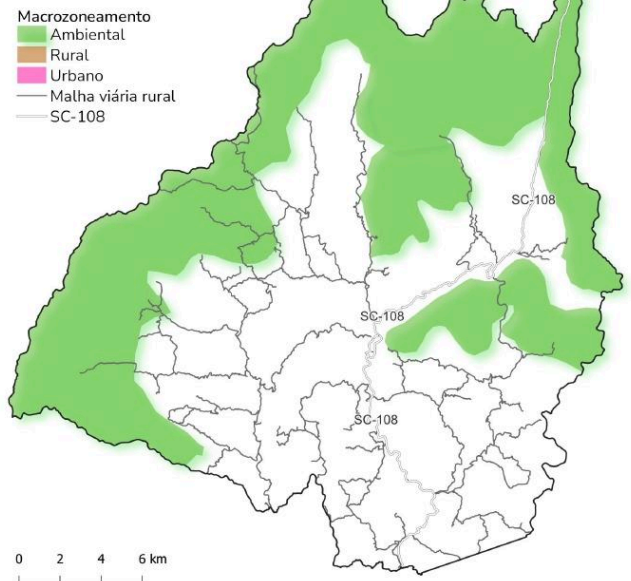 Macrozoneamento
Ambiental
Rural
Urbano
Malha viária rural
SC-108
SC-108
SC-108
SC-108
0 2 4 6 km